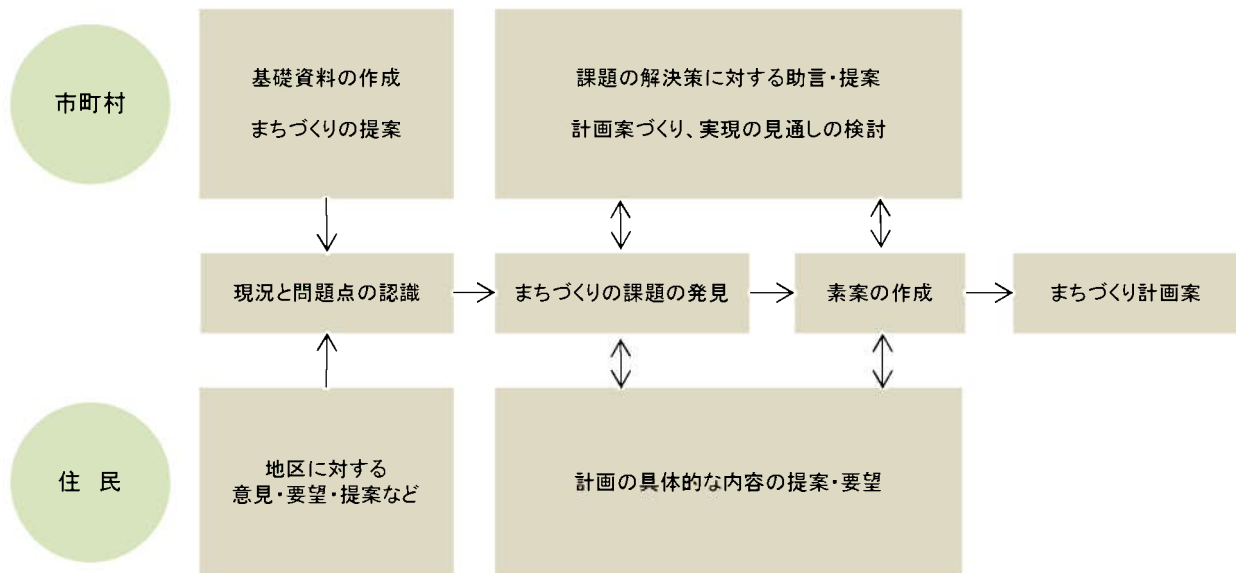 市町村
基礎資料の作成
まちづくりの提案
課題の解決策に対する助言・提案
計画案づくり、実現の見通しの検討
現況と問題点の認識
まちづくりの課題の発見
素案の作成
まちづくり計画案
住 民
地区に対する
意見・要望・提案など
計画の具体的な内容の提案・要望